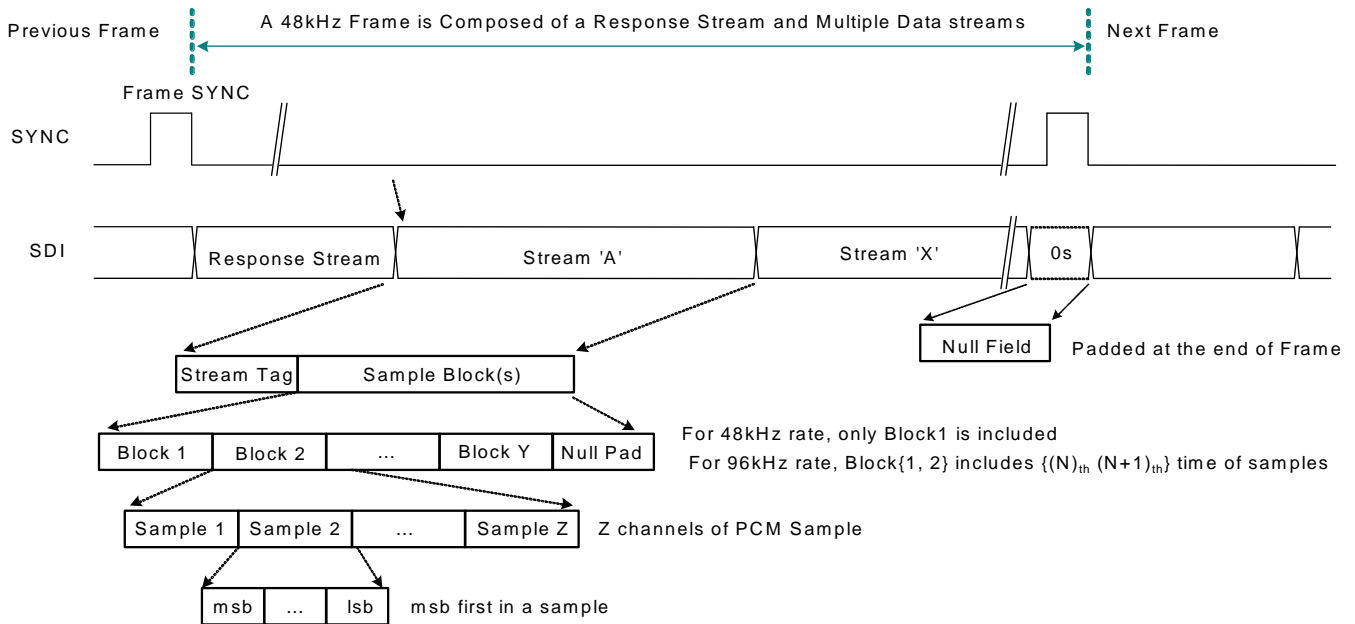 A 48kHz Frame is Composed of a Response Stream and Multiple Data streams
Previous Frame
Next Frame
Frame SYNC
SYNC
SDI
Response Stream
Stream 'A'
Stream 'X'
0s
Null Field
Padded at the end of Frame
Stream Tag
Sample Block(s)
Block 1
Block 2
...
Block Y
Null Pad
For 48kHz rate, only Block1 is included
For 96kHz rate, Block{1, 2} includes {(N)th (N+1)th} time of samples
Sample 1
Sample 2
...
Sample Z
Z channels of PCM Sample
msb
...
lsb
msb first in a sample